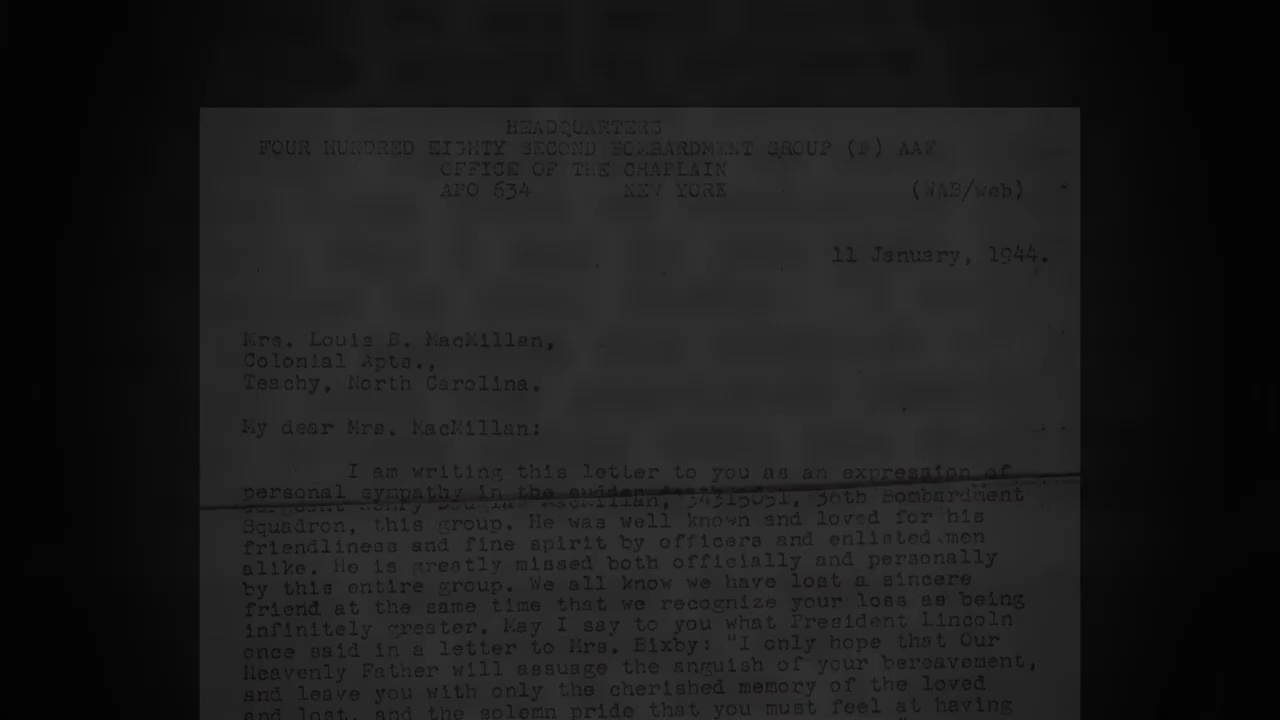 HEADQUARTERS
FOUR HUNDRED EIGHTY SECOND BOMBARDMENT GROUP (P) AAF
OFFICE OF THE CHAPLAIN
APO 634 NEW YORK (WAB/web)
11 January, 1944.
Mrs. Louis B. MacMillan,
Colonial Apts.,
Teachy, North Carolina.
My dear Mrs. MacMillan:
I am writing this letter to you as an expression of
personal sympathy in the sudden
Sergeant Henry Douglas MacMillan, 34315051, 36th Bombardment
Squadron, this group. He was well known and loved for his
friendliness and fine spirit by officers and enlisted men
alike. He is greatly missed both officially and personally
by this entire group. We all know we have lost a sincere
friend at the same time that we recognize your loss as being
infinitely greater. May I say to you what President Lincoln
once said in a letter to Mrs. Bixby: "I only hope that Our
Heavenly Father will assuage the anguish of your bereavement,
and leave you with only the cherished memory of the loved
and lost, and the solemn pride that you must feel at having